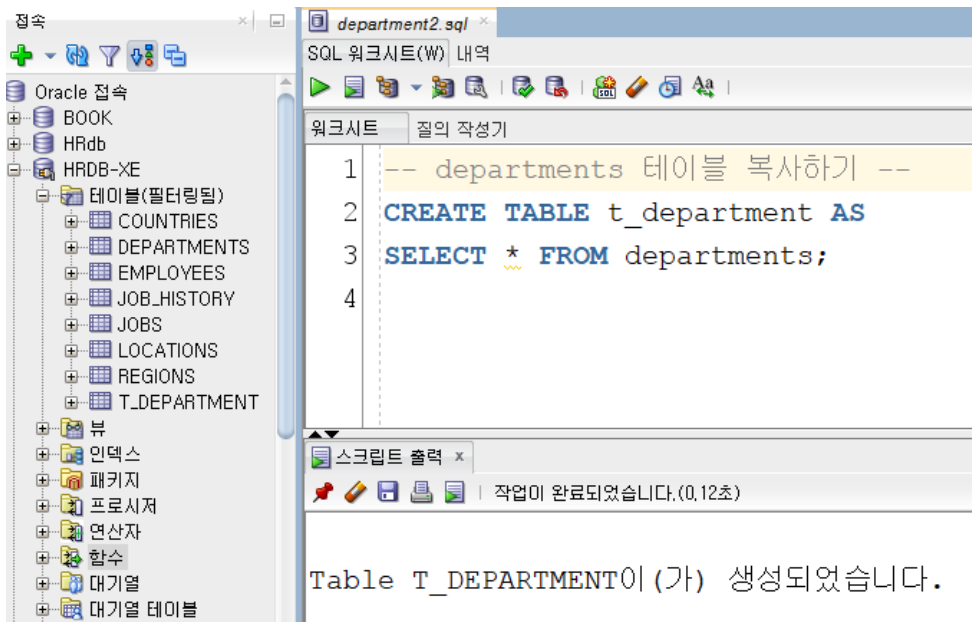 접속
Oracle 접속
BOOK
HRdb
HRDB-XE
테이블(필터링됨)
COUNTRIES
DEPARTMENTS
EMPLOYEES
JOB_HISTORY
JOBS
LOCATIONS
REGIONS
T_DEPARTMENT
뷰
인덱스
패키지
프로시저
연산자
함수
대기열
대기열 테이블
department2.sql
SQL 워크시트(W) 내역
워크시트 질의 작성기
1 -- departments 테이블 복사하기 --
2 CREATE TABLE t_department AS
3 SELECT * FROM departments;
4
스크립트 출력 x
작업이 완료되었습니다.(0.12초)
Table T_DEPARTMENT이(가) 생성되었습니다.